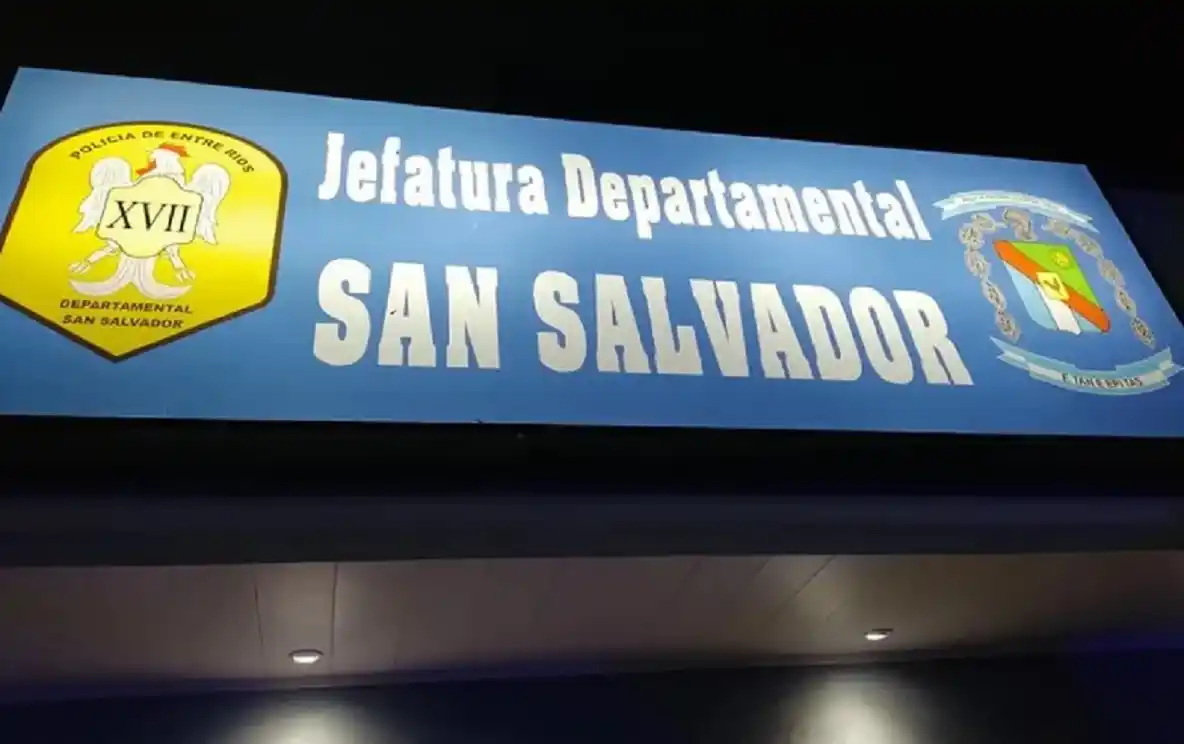 POLICIA DE ENTRE RIOS
XVII
DEPARTAMENTAL
SAN SALVADOR
Jefatura Departamental
SAN SALVADOR